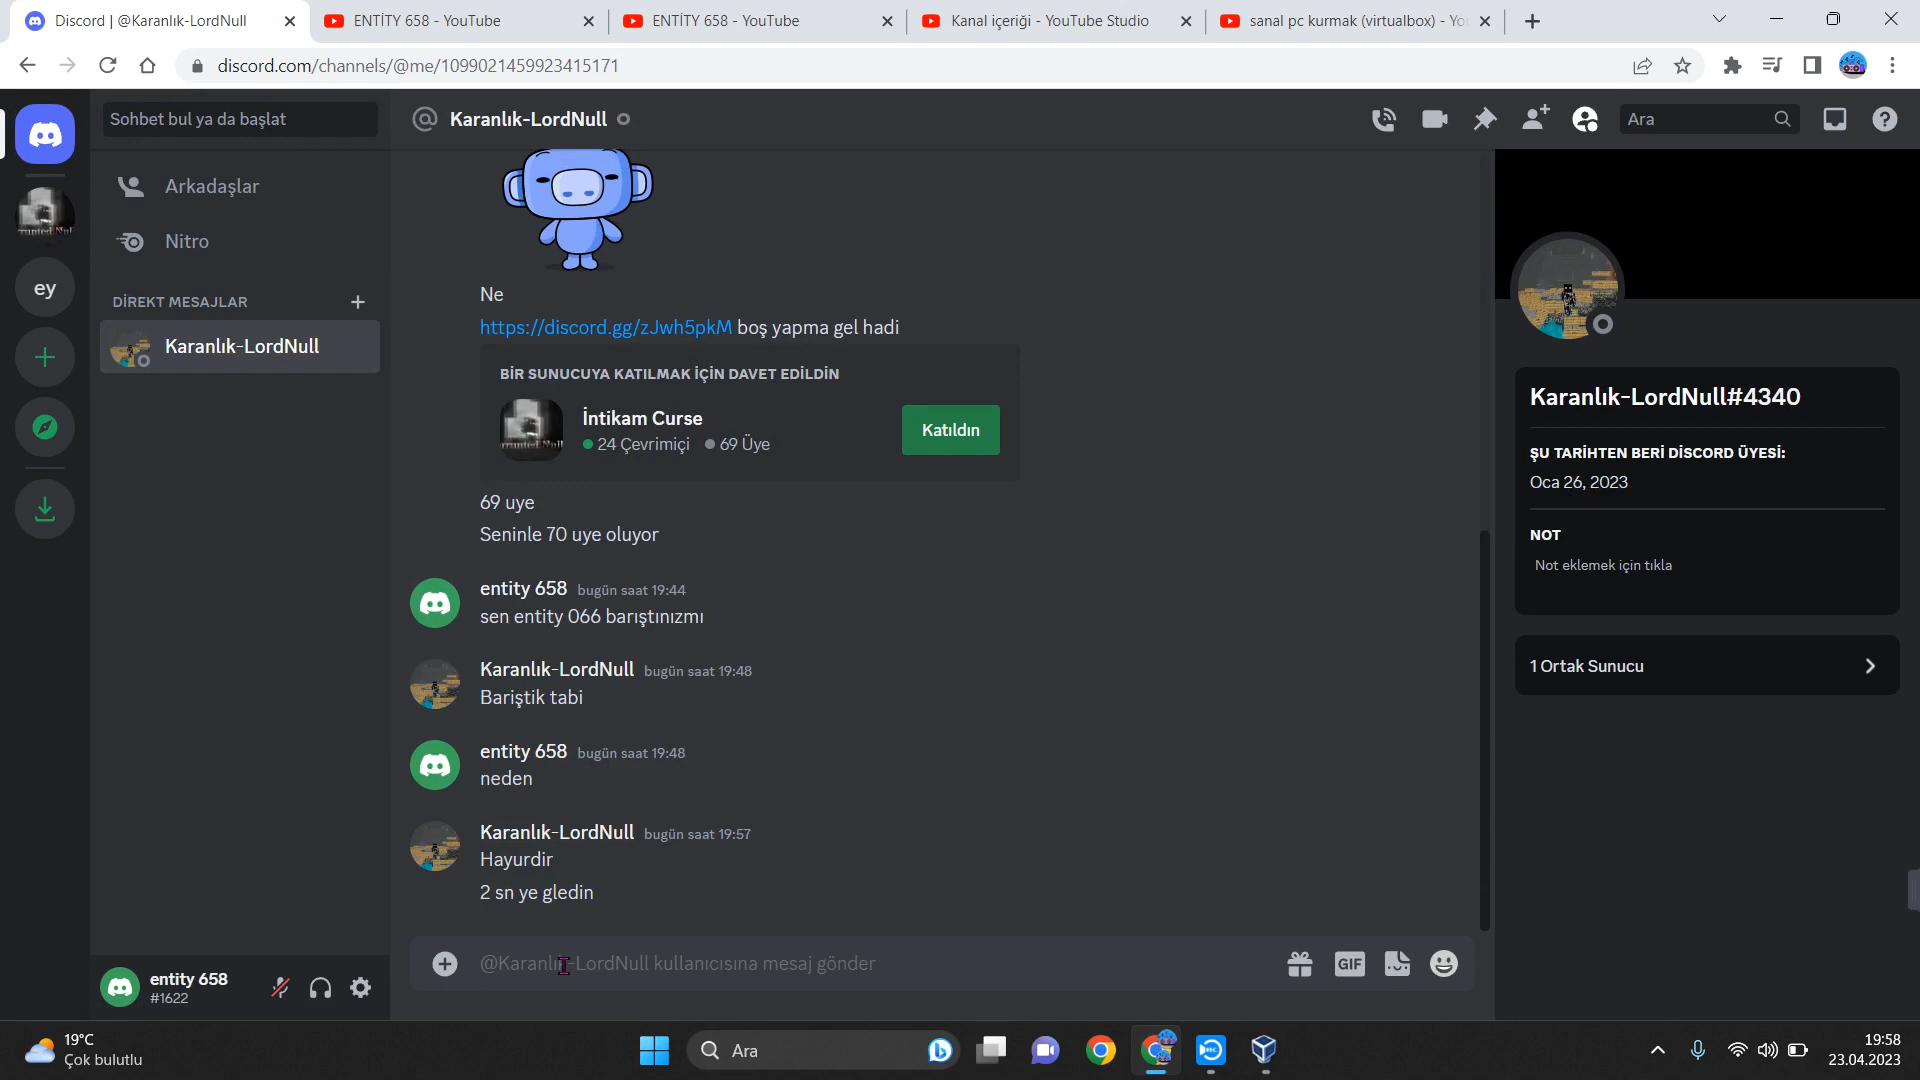 Discord | @Karanlık-LordNull
ENTİTY 658 - YouTube
ENTİTY 658 - YouTube
Kanal içeriği - YouTube Studio
sanal pc kurmak (virtualbox) - You
discord.com/channels/@me/1099021459923415171
Sohbet bul ya da başlat
Karanlık-LordNull
Ara
Arkadaşlar
Nitro
ey
DİREKT MESAJLAR
Karanlık-LordNull
Ne
https://discord.gg/zJwh5pkM boş yapma gel hadi
BİR SUNUCUYA KATILMAK İÇİN DAVET EDİLDİN
İntikam Curse
24 Çevrimiçi
69 Üye
Katıldın
69 uye
Seninle 70 uye oluyor
entity 658 bugün saat 19:44
sen entity 066 barıştınızmı
Karanlık-LordNull bugün saat 19:48
Bariştik tabi
entity 658 bugün saat 19:48
neden
Karanlık-LordNull bugün saat 19:57
Hayurdir
2 sn ye gledin
@Karanlık-LordNull kullanıcısına mesaj gönder
GIF
Karanlık-LordNull#4340
ŞU TARİHTEN BERİ DİSCORD ÜYESİ:
Oca 26, 2023
NOT
Not eklemek için tıkla
1 Ortak Sunucu
entity 658
#1622
19°C
Çok bulutlu
Ara
19:58
23.04.2023